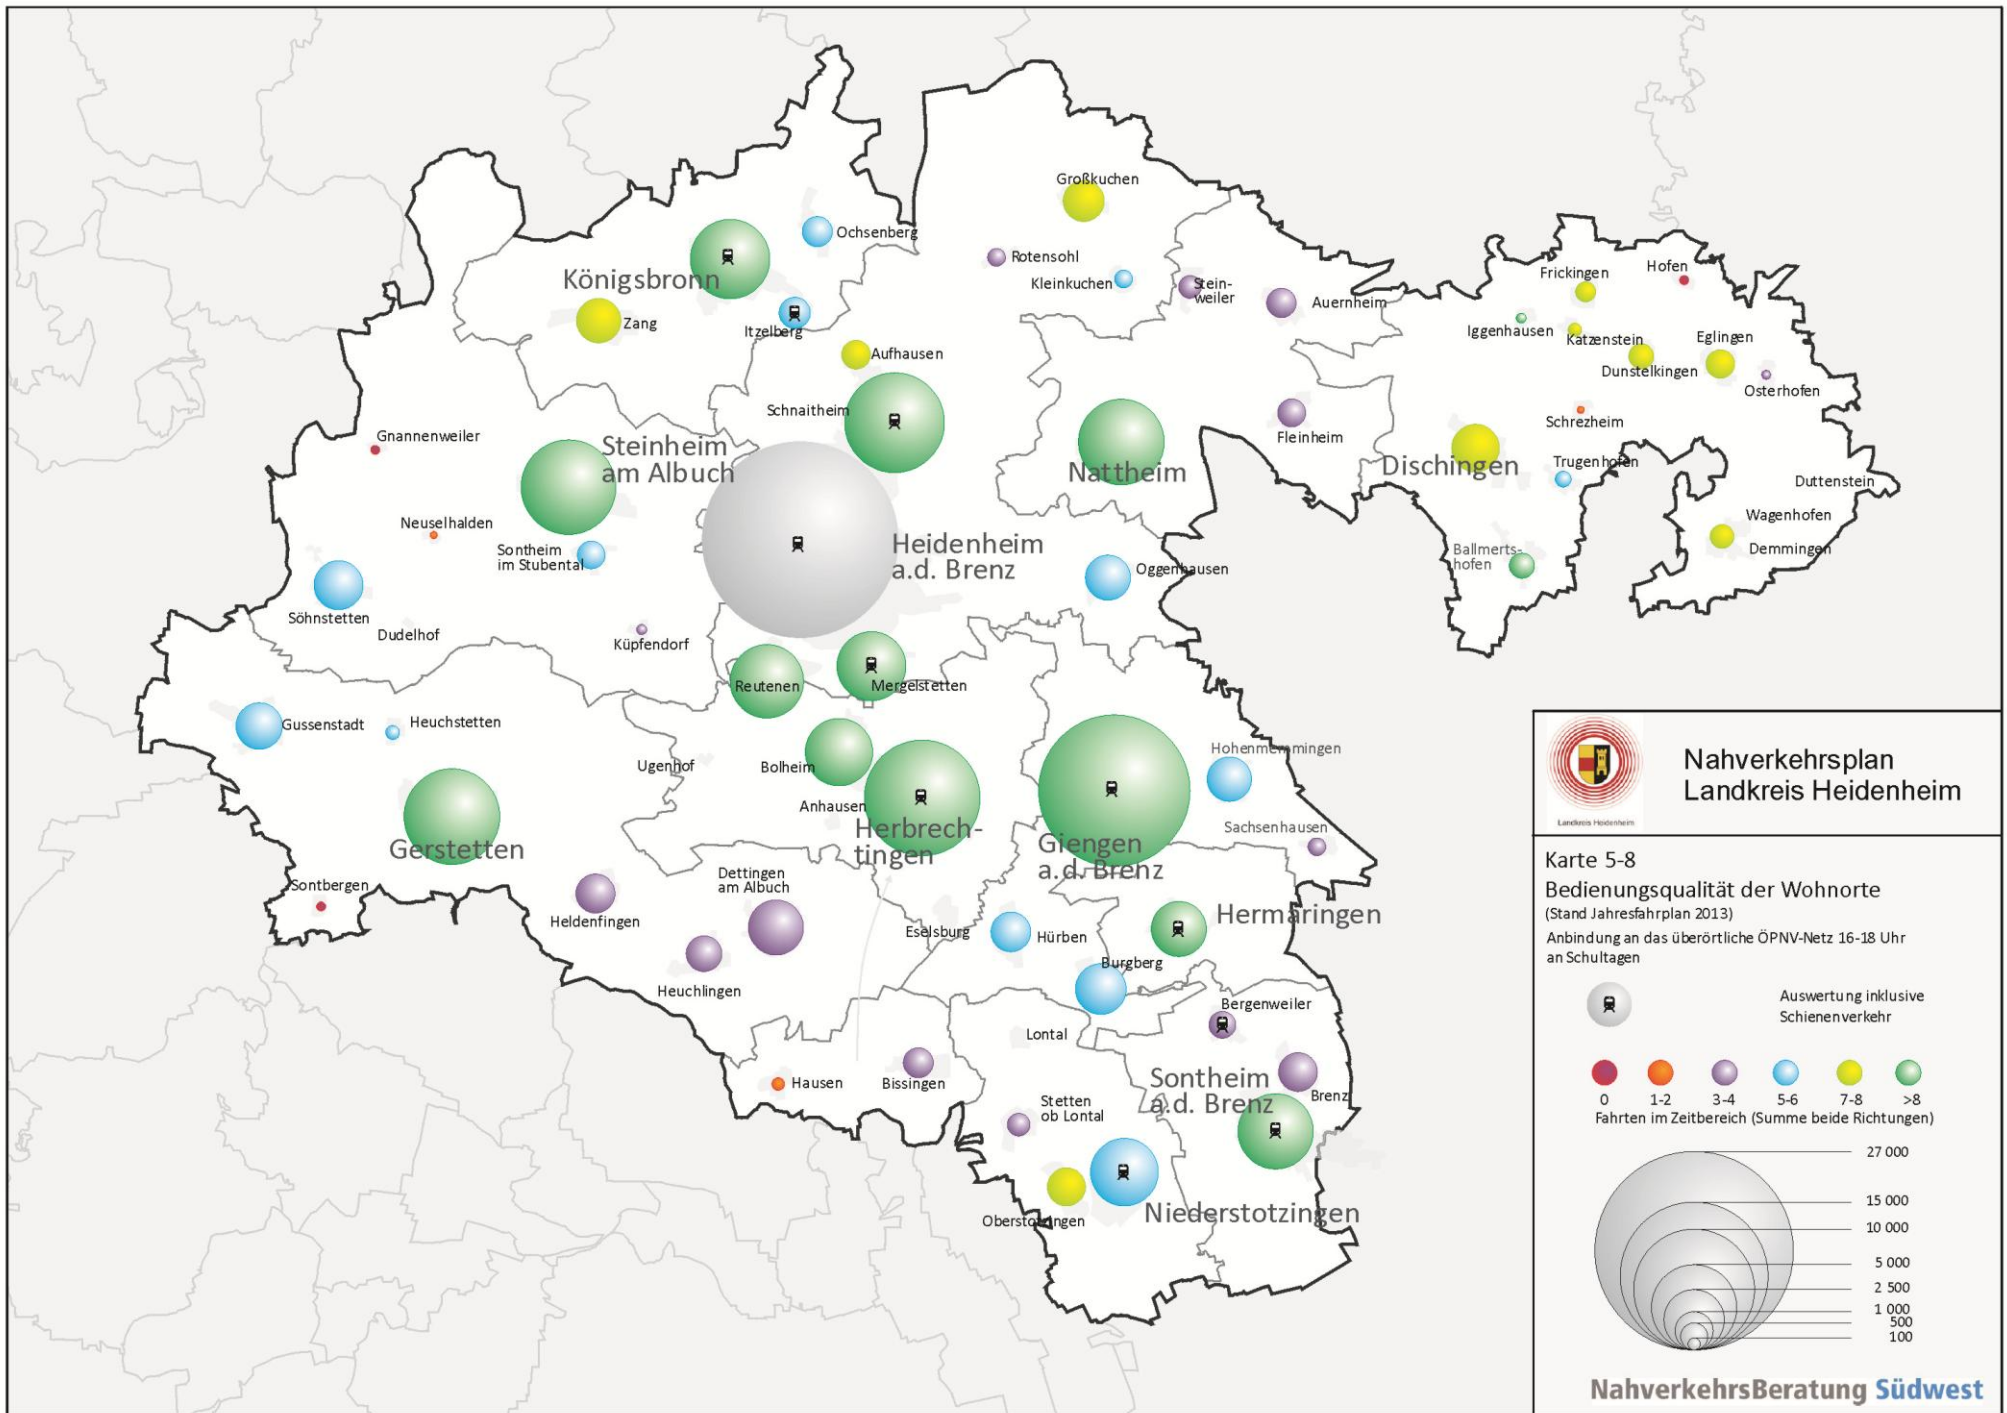 Großkuchen
Ochsenberg
Rotensohl
Kleinkuchen
Stein-
weiler
Auernheim
Frickingen
Hofen
Königsbronn
Zang
Itzelberg
Iggenhausen
Katzenstein
Eglingen
Aufhausen
Dunstelkingen
Osterhofen
Schnaitheim
Schrezheim
Gnannenweiler
Steinheim
am Albuch
Nattheim
Fleinheim
Dischingen
Trugenhofen
Duttenstein
Neuselhalden
Sontheim
im Stubental
Heidenheim
a.d. Brenz
Oggenhausen
Wagenhofen
Demmingen
Ballmerts-
hofen
Söhnstetten
Dudelhof
Küpfendorf
Reutenen
Mergelstetten
Gussenstadt
Heuchstetten
Ugenhof
Bolheim
Anhausen
Hohenmemmingen
Sachsenhausen
Gerstetten
Herbrech-
tingen
Giengen
a.d. Brenz
Sontbergen
Heldenfingen
Dettingen
am Albuch
Heuchlingen
Eselsburg
Hürben
Hermaringen
Burgberg
Bergenweiler
Lontal
Hausen
Bissingen
Stetten
ob Lontal
Sontheim
a.d. Brenz
Brenz
Oberstotzingen
Niederstotzingen
Landkreis Heidenheim
Nahverkehrsplan
Landkreis Heidenheim
Karte 5-8
Bedienungsqualität der Wohnorte
(Stand Jahresfahrplan 2013)
Anbindung an das überörtliche ÖPNV-Netz 16-18 Uhr
an Schultagen
Auswertung inklusive
Schienenverkehr
0 1-2 3-4 5-6 7-8 >8
Fahrten im Zeitbereich (Summe beide Richtungen)
27 000
15 000
10 000
5 000
2 500
1 000
500
100
NahverkehrsBeratung Südwest